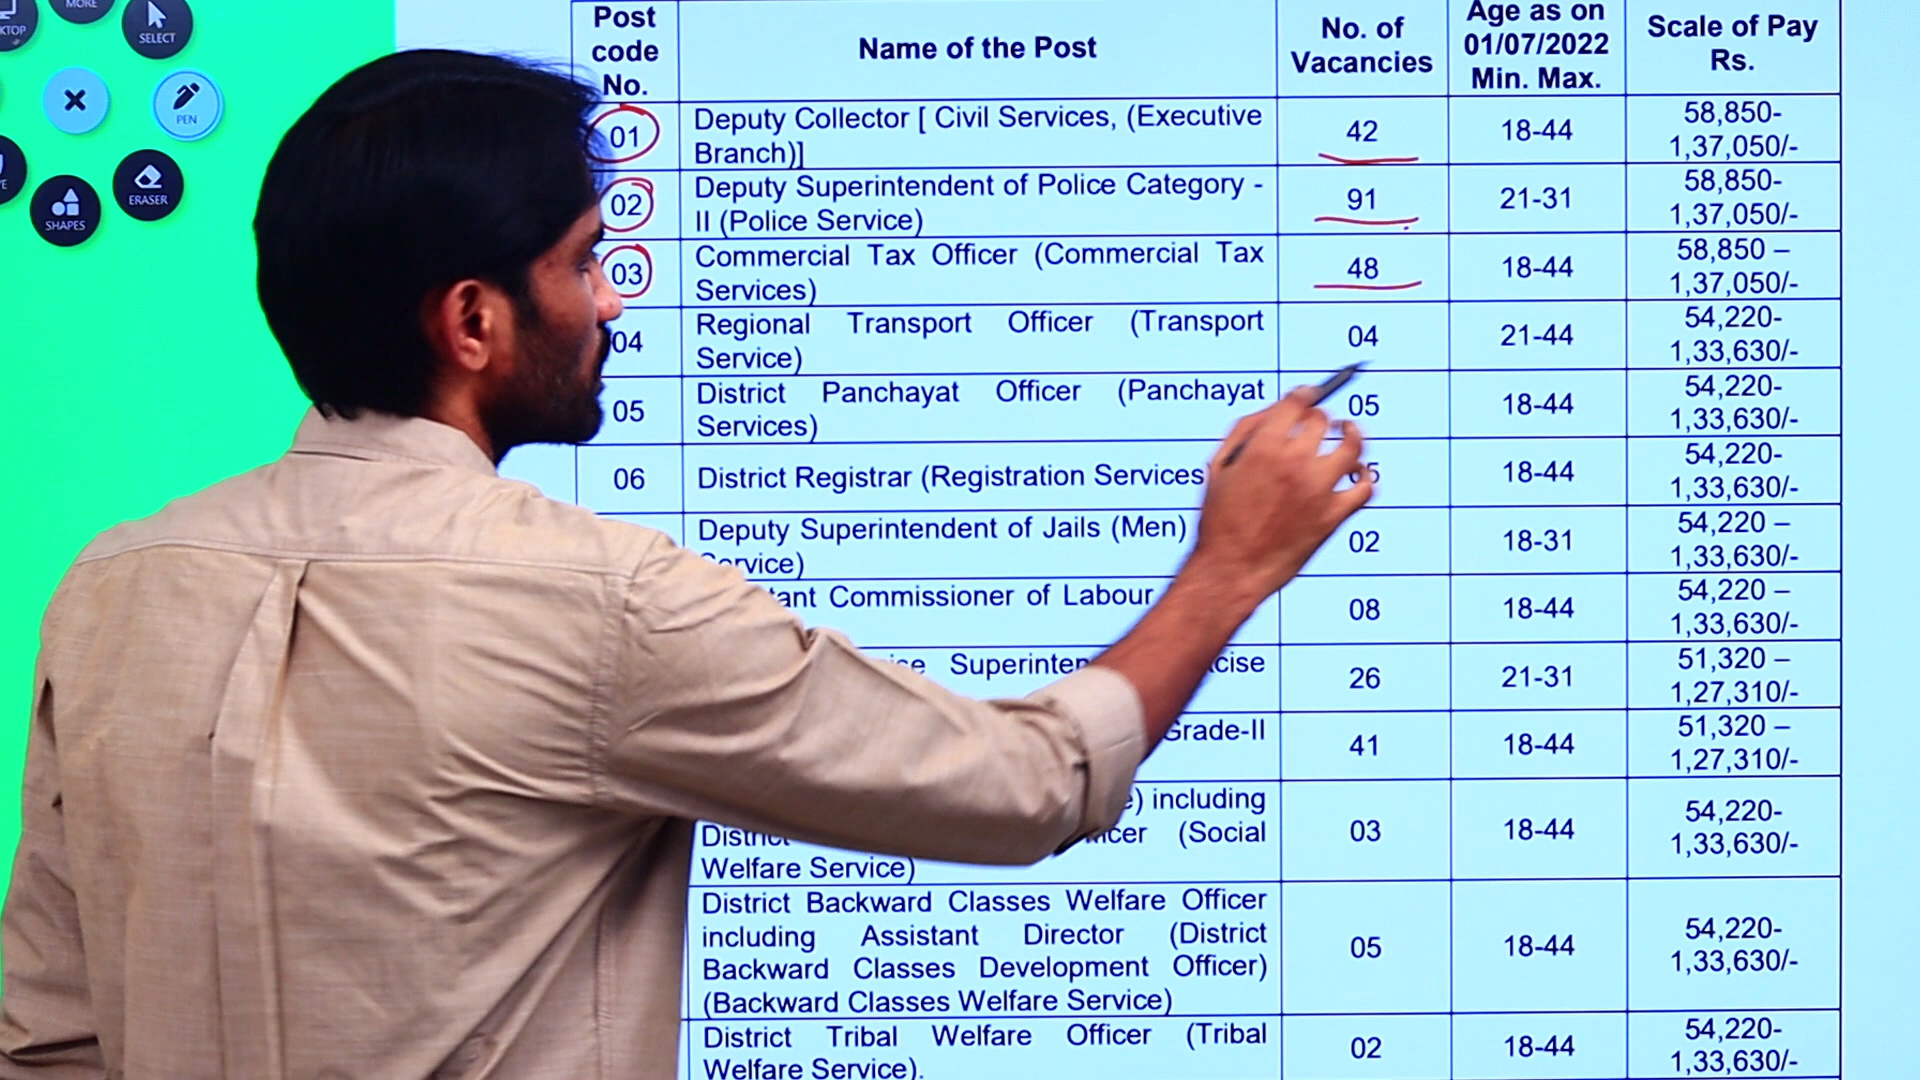 MORE
SELECT
PEN
ERASER
SHAPES
Post
code
No.
Name of the Post
No. of
Vacancies
Age as on
01/07/2022
Min. Max.
Scale of Pay
Rs.
01
Deputy Collector [ Civil Services, (Executive
Branch)]
42
18-44
58,850-
1,37,050/-
02
Deputy Superintendent of Police Category -
II (Police Service)
91
21-31
58,850-
1,37,050/-
03
Commercial Tax Officer (Commercial Tax
Services)
48
18-44
58,850 –
1,37,050/-
04
Regional Transport Officer (Transport
Service)
04
21-44
54,220-
1,33,630/-
05
District Panchayat Officer (Panchayat
Services)
05
18-44
54,220-
1,33,630/-
06
District Registrar (Registration Services)
18-44
54,220-
1,33,630/-
Deputy Superintendent of Jails (Men)
02
18-31
54,220 –
1,33,630/-
Commissioner of Labour
08
18-44
54,220 –
1,33,630/-
26
21-31
51,320 –
1,27,310/-
Grade-II
41
18-44
51,320 –
1,27,310/-
including
(Social
Welfare Service)
03
18-44
54,220-
1,33,630/-
District Backward Classes Welfare Officer
including Assistant Director (District
Backward Classes Development Officer)
(Backward Classes Welfare Service)
05
18-44
54,220-
1,33,630/-
District Tribal Welfare Officer (Tribal
Welfare Service).
02
18-44
54,220-
1,33,630/-